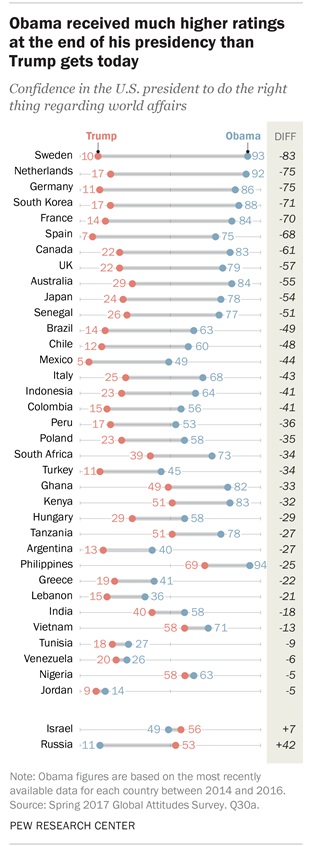 Obama received much higher ratings
at the end of his presidency than
Trump gets today
Confidence in the U.S. president to do the right
thing regarding world affairs
Trump Obama DIFF
Sweden 10 93 -83
Netherlands 17 92 -75
Germany 11 86 -75
South Korea 17 88 -71
France 14 84 -70
Spain 7 75 -68
Canada 22 83 -61
UK 22 79 -57
Australia 29 84 -55
Japan 24 78 -54
Senegal 26 77 -51
Brazil 14 63 -49
Chile 12 60 -48
Mexico 5 49 -44
Italy 25 68 -43
Indonesia 23 64 -41
Colombia 15 56 -41
Peru 17 53 -36
Poland 23 58 -35
South Africa 39 73 -34
Turkey 11 45 -34
Ghana 49 82 -33
Kenya 51 83 -32
Hungary 29 58 -29
Tanzania 51 78 -27
Argentina 13 40 -27
Philippines 69 94 -25
Greece 19 41 -22
Lebanon 15 36 -21
India 40 58 -18
Vietnam 58 71 -13
Tunisia 18 27 -9
Venezuela 20 26 -6
Nigeria 58 63 -5
Jordan 9 14 -5
Israel 49 56 +7
Russia 11 53 +42
Note: Obama figures are based on the most recently
available data for each country between 2014 and 2016.
Source: Spring 2017 Global Attitudes Survey. Q30a.
PEW RESEARCH CENTER